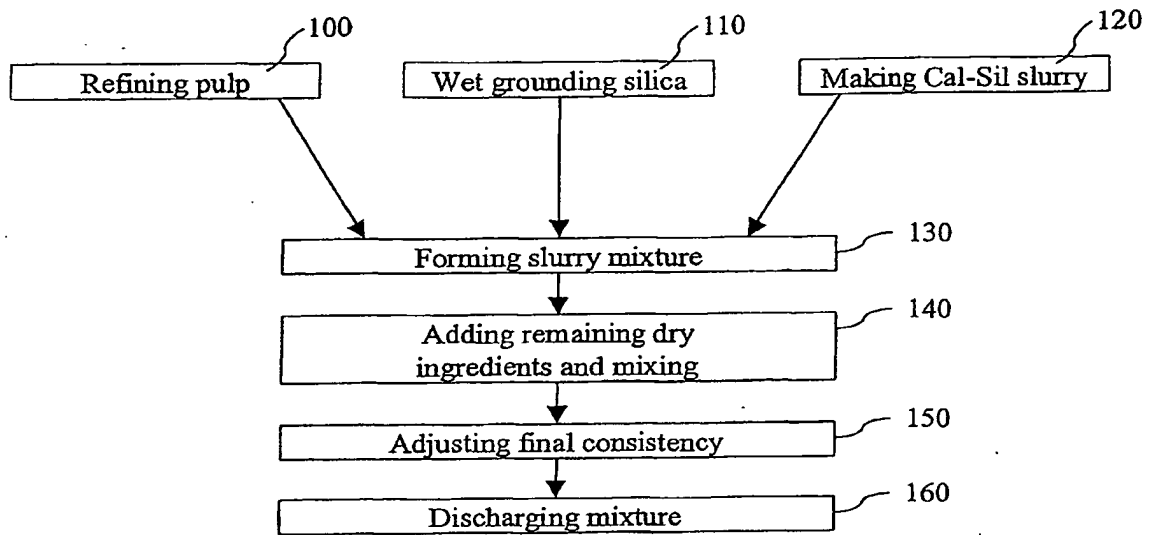 100
110
120
Refining pulp
Wet grounding silica
Making Cal-Sil slurry
130
Forming slurry mixture
140
Adding remaining dry
ingredients and mixing
150
Adjusting final consistency
160
Discharging mixture